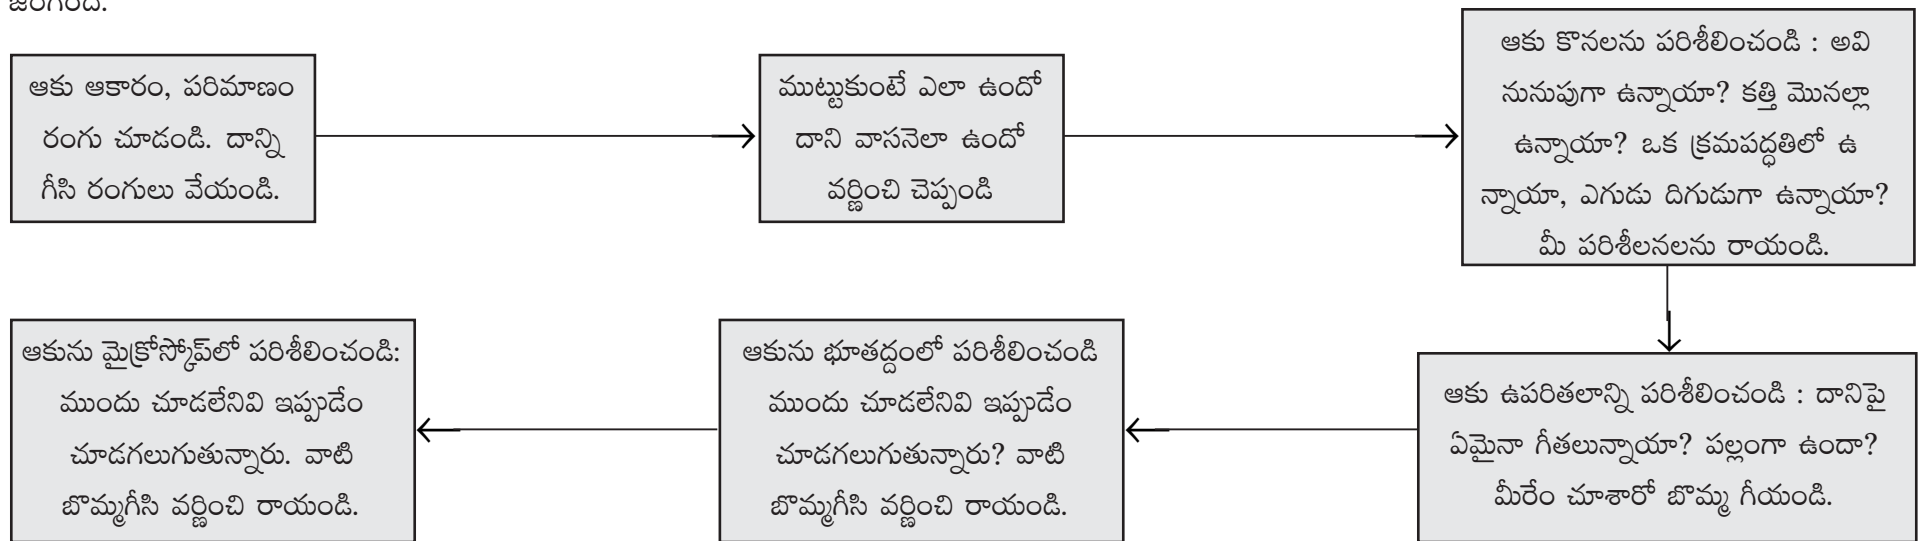 జరిగింది.
ఆకు ఆకారం, పరిమాణం
రంగు చూడండి. దాన్ని
గీసి రంగులు వేయండి.
ముట్టుకుంటే ఎలా ఉందో
దాని వాసనెలా ఉందో
వర్ణించి చెప్పండి
ఆకు కొనలను పరిశీలించండి : అవి
నునుపుగా ఉన్నాయా? కత్తి మొనల్లా
ఉన్నాయా? ఒక క్రమపద్ధతిలో ఉ
న్నాయా, ఎగుడు దిగుడుగా ఉన్నాయా?
మీ పరిశీలనలను రాయండి.
ఆకు ఉపరితలాన్ని పరిశీలించండి : దానిపై
ఏమైనా గీతలున్నాయా? పల్లంగా ఉందా?
మీరేం చూశారో బొమ్మ గీయండి.
ఆకును భూతద్దంలో పరిశీలించండి
ముందు చూడలేనివి ఇప్పుడేం
చూడగలుగుతున్నారు? వాటి
బొమ్మగీసి వర్ణించి రాయండి.
ఆకును మైక్రోస్కోప్‌లో పరిశీలించండి:
ముందు చూడలేనివి ఇప్పుడేం
చూడగలుగుతున్నారు. వాటి
బొమ్మగీసి వర్ణించి రాయండి.